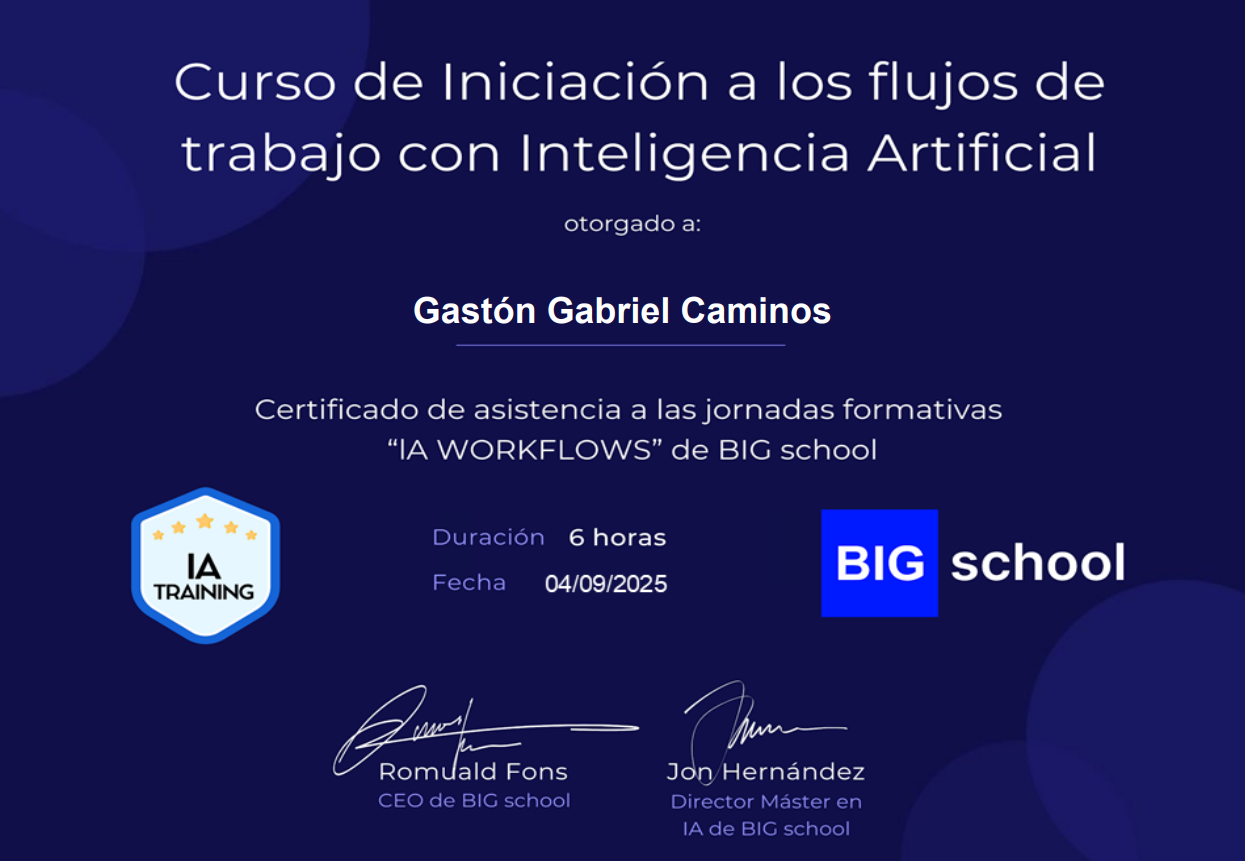 Curso de Iniciación a los flujos de
trabajo con Inteligencia Artificial
otorgado a:
Gastón Gabriel Caminos
Certificado de asistencia a las jornadas formativas
“IA WORKFLOWS” de BIG school
IA
TRAINING
Duración 6 horas
Fecha 04/09/2025
BIG school
Romuald Fons
CEO de BIG school
Jon Hernández
Director Máster en
IA de BIG school